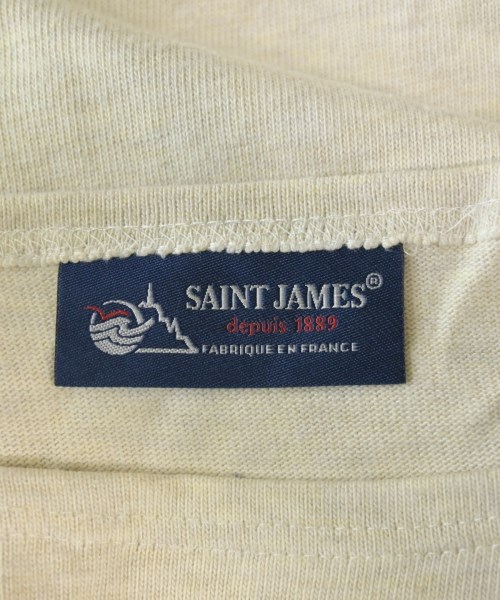 SAINT JAMES®
depuis 1889
FABRIQUE EN FRANCE